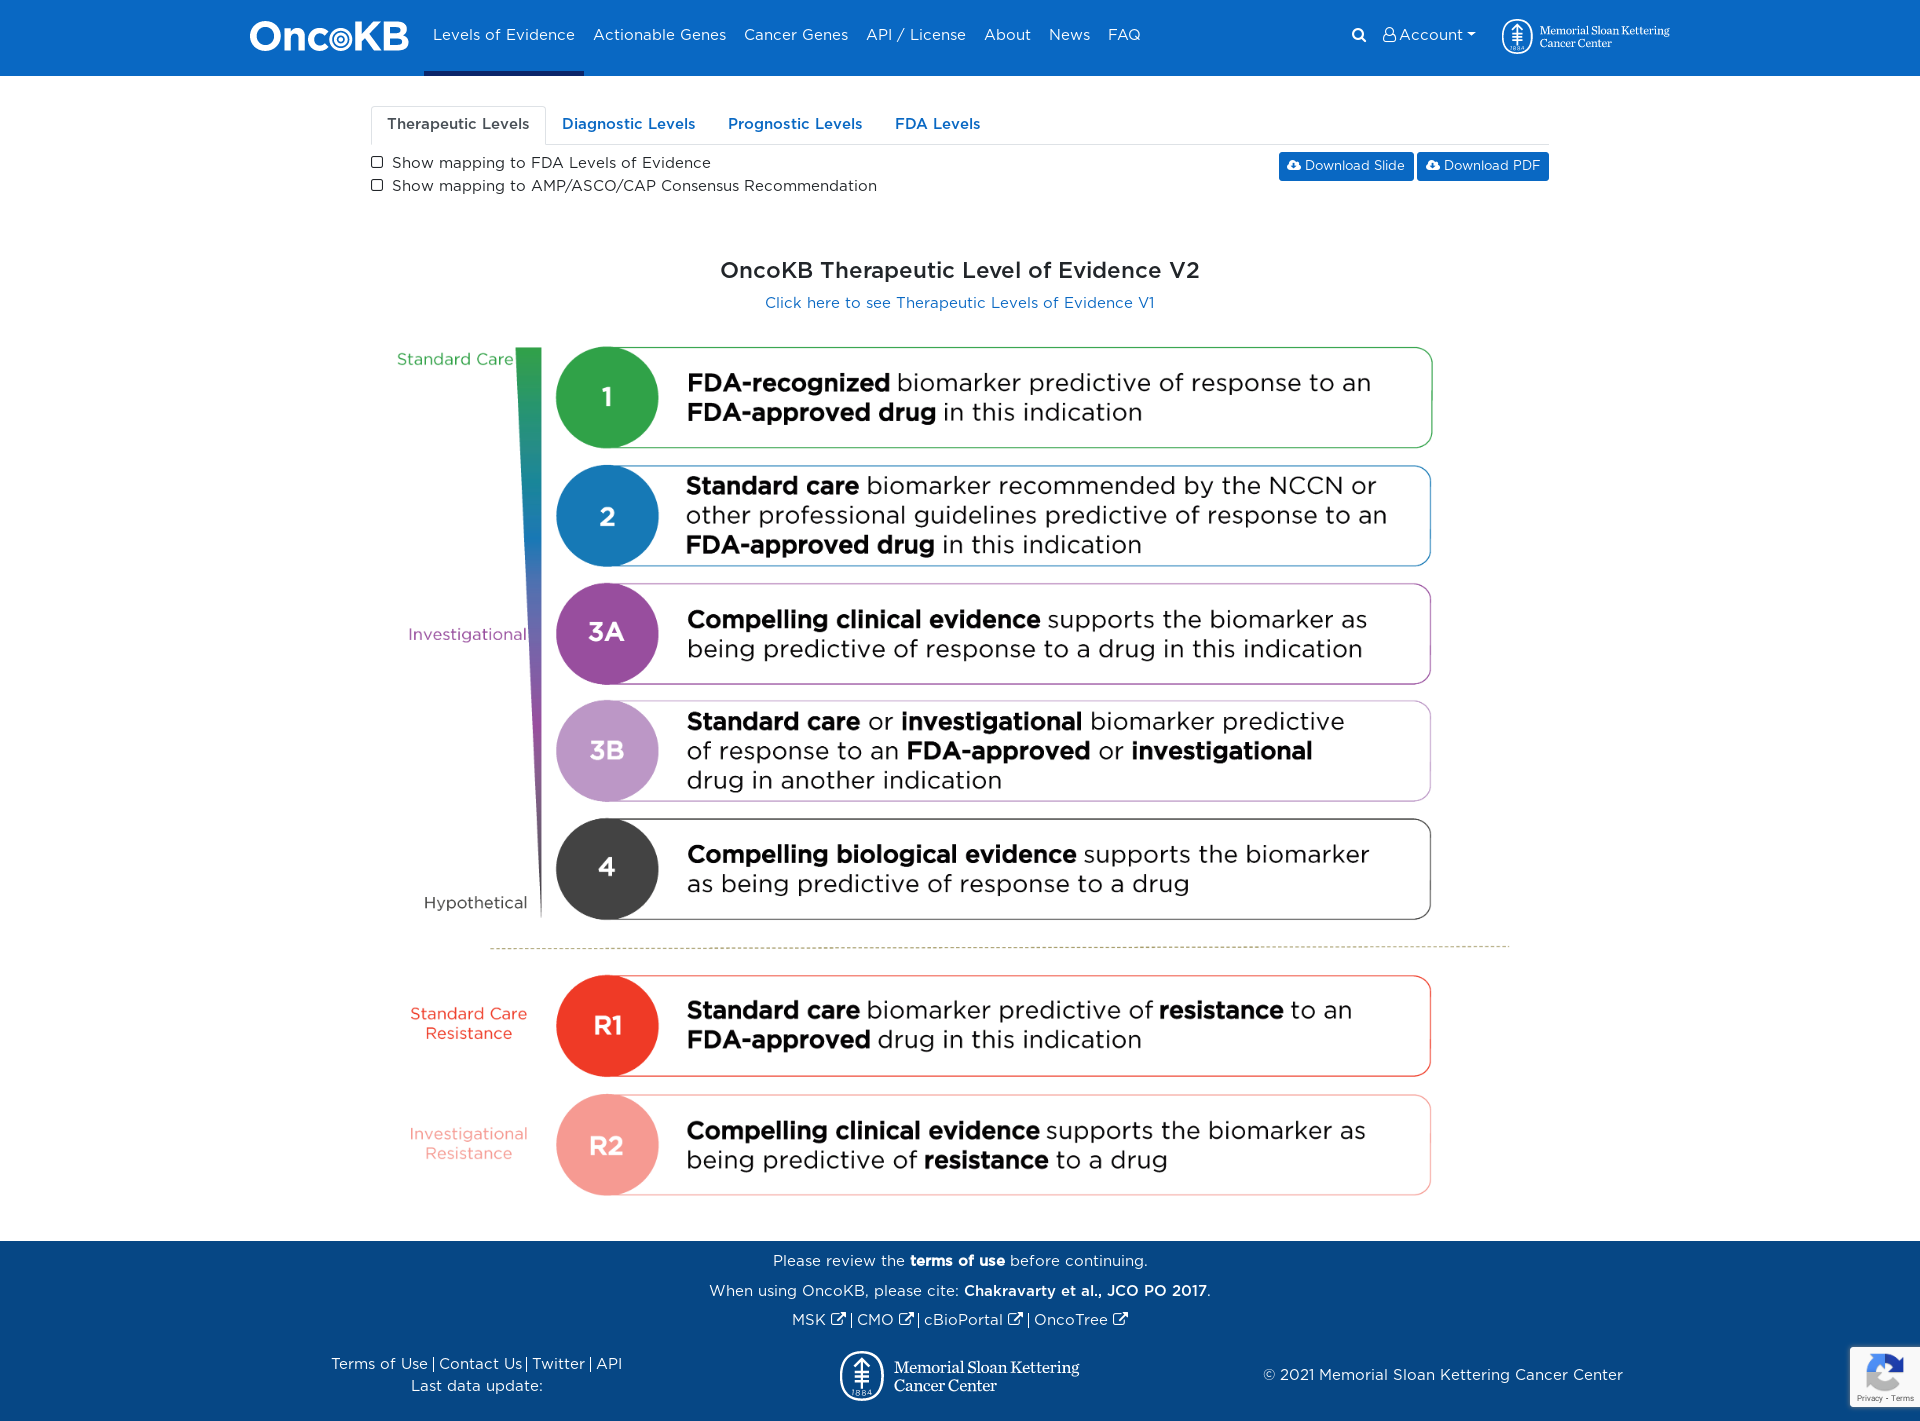 OncoKB
Levels of Evidence
Actionable Genes
Cancer Genes
API / License
About
News
FAQ
Account
1884
Memorial Sloan Kettering
Cancer Center
Therapeutic Levels
Diagnostic Levels
Prognostic Levels
FDA Levels
Show mapping to FDA Levels of Evidence
Show mapping to AMP/ASCO/CAP Consensus Recommendation
Download Slide
Download PDF
OncoKB Therapeutic Level of Evidence V2
Click here to see Therapeutic Levels of Evidence V1
Standard Care
1
FDA-recognized biomarker predictive of response to an
FDA-approved drug in this indication
2
Standard care biomarker recommended by the NCCN or
other professional guidelines predictive of response to an
FDA-approved drug in this indication
Investigational
3A
Compelling clinical evidence supports the biomarker as
being predictive of response to a drug in this indication
3B
Standard care or investigational biomarker predictive
of response to an FDA-approved or investigational
drug in another indication
Hypothetical
4
Compelling biological evidence supports the biomarker
as being predictive of response to a drug
Standard Care
Resistance
R1
Standard care biomarker predictive of resistance to an
FDA-approved drug in this indication
Investigational
Resistance
R2
Compelling clinical evidence supports the biomarker as
being predictive of resistance to a drug
Please review the terms of use before continuing.
When using OncoKB, please cite: Chakravarty et al., JCO PO 2017.
MSK | CMO | cBioPortal | OncoTree
Terms of Use | Contact Us | Twitter | API
Last data update:
1884
Memorial Sloan Kettering
Cancer Center
© 2021 Memorial Sloan Kettering Cancer Center
Privacy - Terms